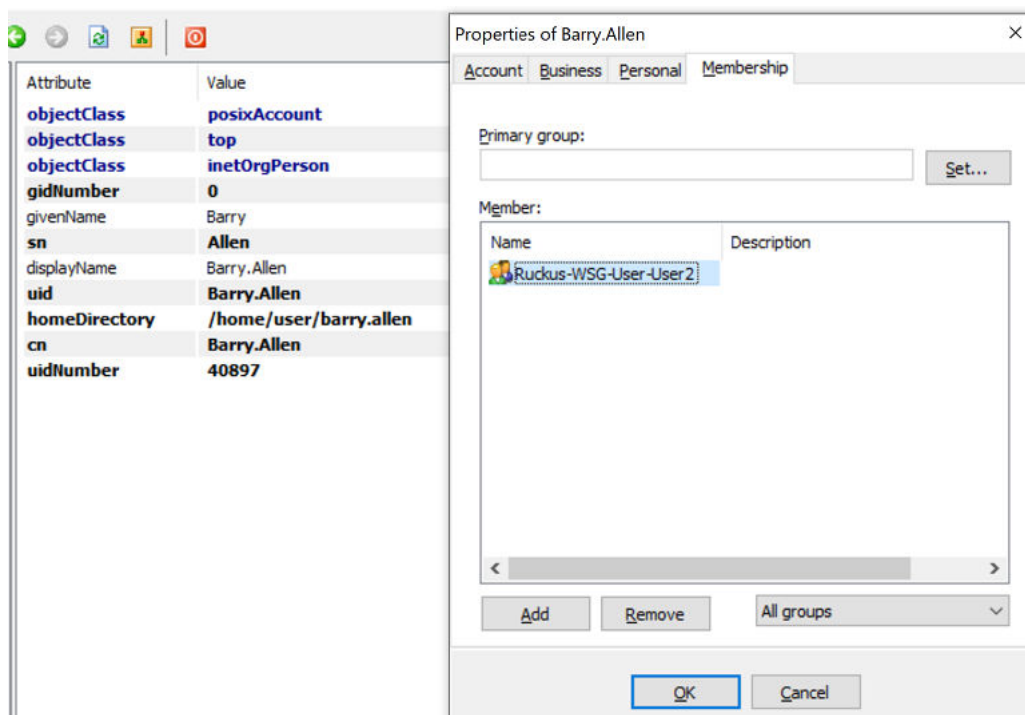 Attribute Value
objectClass posixAccount
objectClass top
objectClass inetOrgPerson
gidNumber 0
givenName Barry
sn Allen
displayName Barry.Allen
uid Barry.Allen
homeDirectory /home/user/barry.allen
cn Barry.Allen
uidNumber 40897
Properties of Barry.Allen
Account Business Personal Membership
Primary group:
Set...
Member:
Name Description
Ruckus-WSG-User-User2
Add Remove All groups
OK Cancel